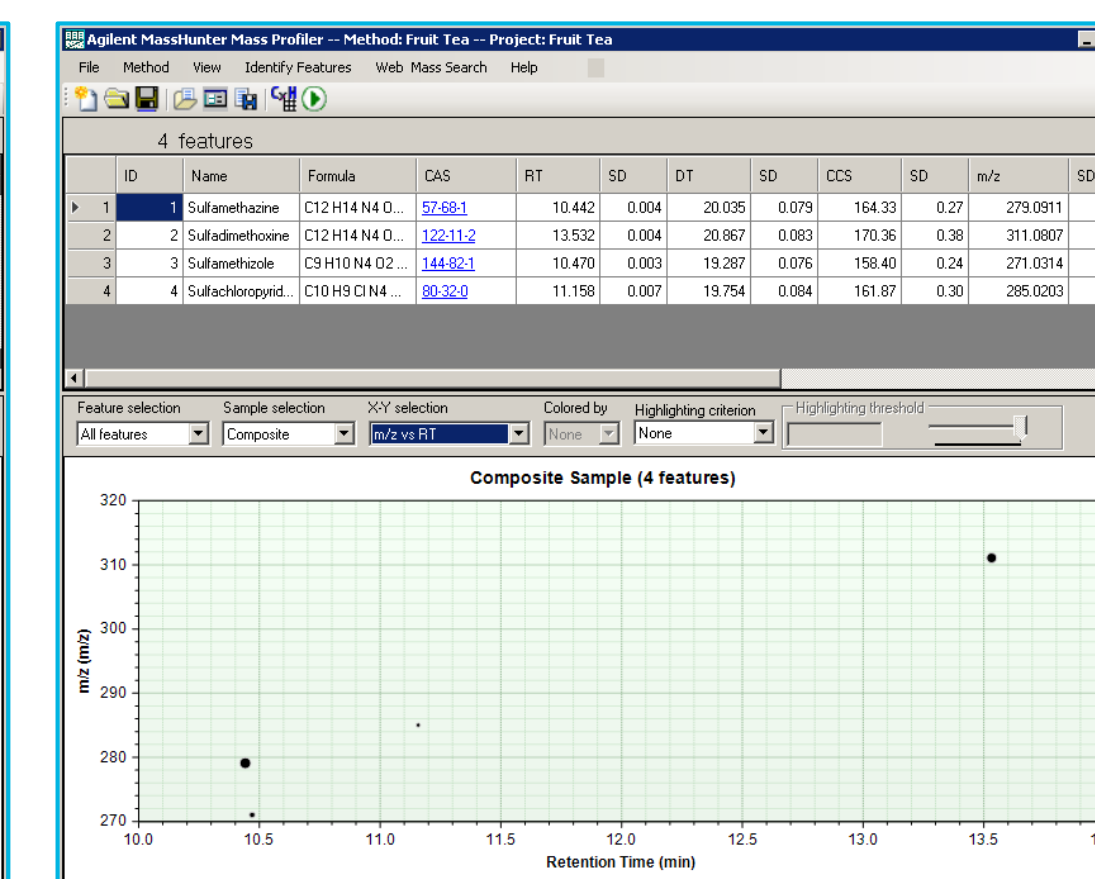 Agilent MassHunter Mass Profiler -- Method: Fruit Tea -- Project: Fruit Tea
File Method View Identify Features Web Mass Search Help
4 features
ID Name Formula CAS RT SD DT SD CCS SD m/z SD
1 1 Sulfamethazine C12 H14 N4 O... 57-68-1 10.442 0.004 20.035 0.079 164.33 0.27 279.0911
2 2 Sulfadimethoxine C12 H14 N4 O... 122-11-2 13.532 0.004 20.867 0.083 170.36 0.38 311.0807
3 3 Sulfamethizole C9 H10 N4 O2 ... 144-82-1 10.470 0.003 19.287 0.076 158.40 0.24 271.0314
4 4 Sulfachloropyrid... C10 H9 Cl N4 ... 80-32-0 11.158 0.007 19.754 0.084 161.87 0.30 285.0203
Feature selection Sample selection X-Y selection Colored by Highlighting criterion Highlighting threshold
All features Composite m/z vs RT None None
Composite Sample (4 features)
320
310
300
290
280
270
m/z (m/z)
10.0 10.5 11.0 11.5 12.0 12.5 13.0 13.5
Retention Time (min)